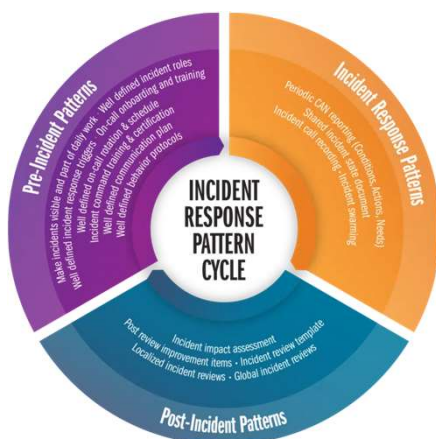 Pre-Incident Patterns
Make incidents visible and part of daily work · Well defined incident roles
Well defined incident response triggers · On-call onboarding and training
Well defined on-call rotation & schedule
Incident command training & certification
Well defined communication plan
Well defined behavior protocols
INCIDENT
RESPONSE
PATTERN
CYCLE
Incident Response Patterns
Periodic CAN reporting (Conditions, Actions, Needs)
Shared incident state document
Incident call recording · Incident swarming
Incident impact assessment
Post review improvement items · Incident review template
Localized incident reviews · Global incident reviews
Post-Incident Patterns